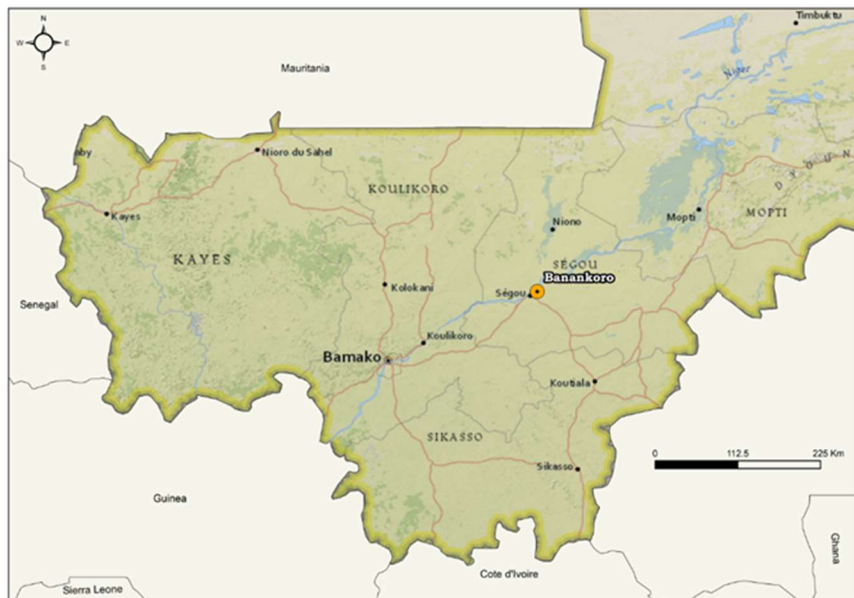 N
W E
S
Timbuktu
Mauritania
Niger
Nioro du Sahel
KOULIKORO
Kayes
Mopti
MOPTI
Niono
KAYES
SÉGOU
Banankoro
Kolokani
Ségou
Senegal
Koulikoro
Bamako
Koutiala
SIKASSO
0 112.5 225 Km
Sikasso
Guinea
Ghana
Cote d'Ivoire
Sierra Leone